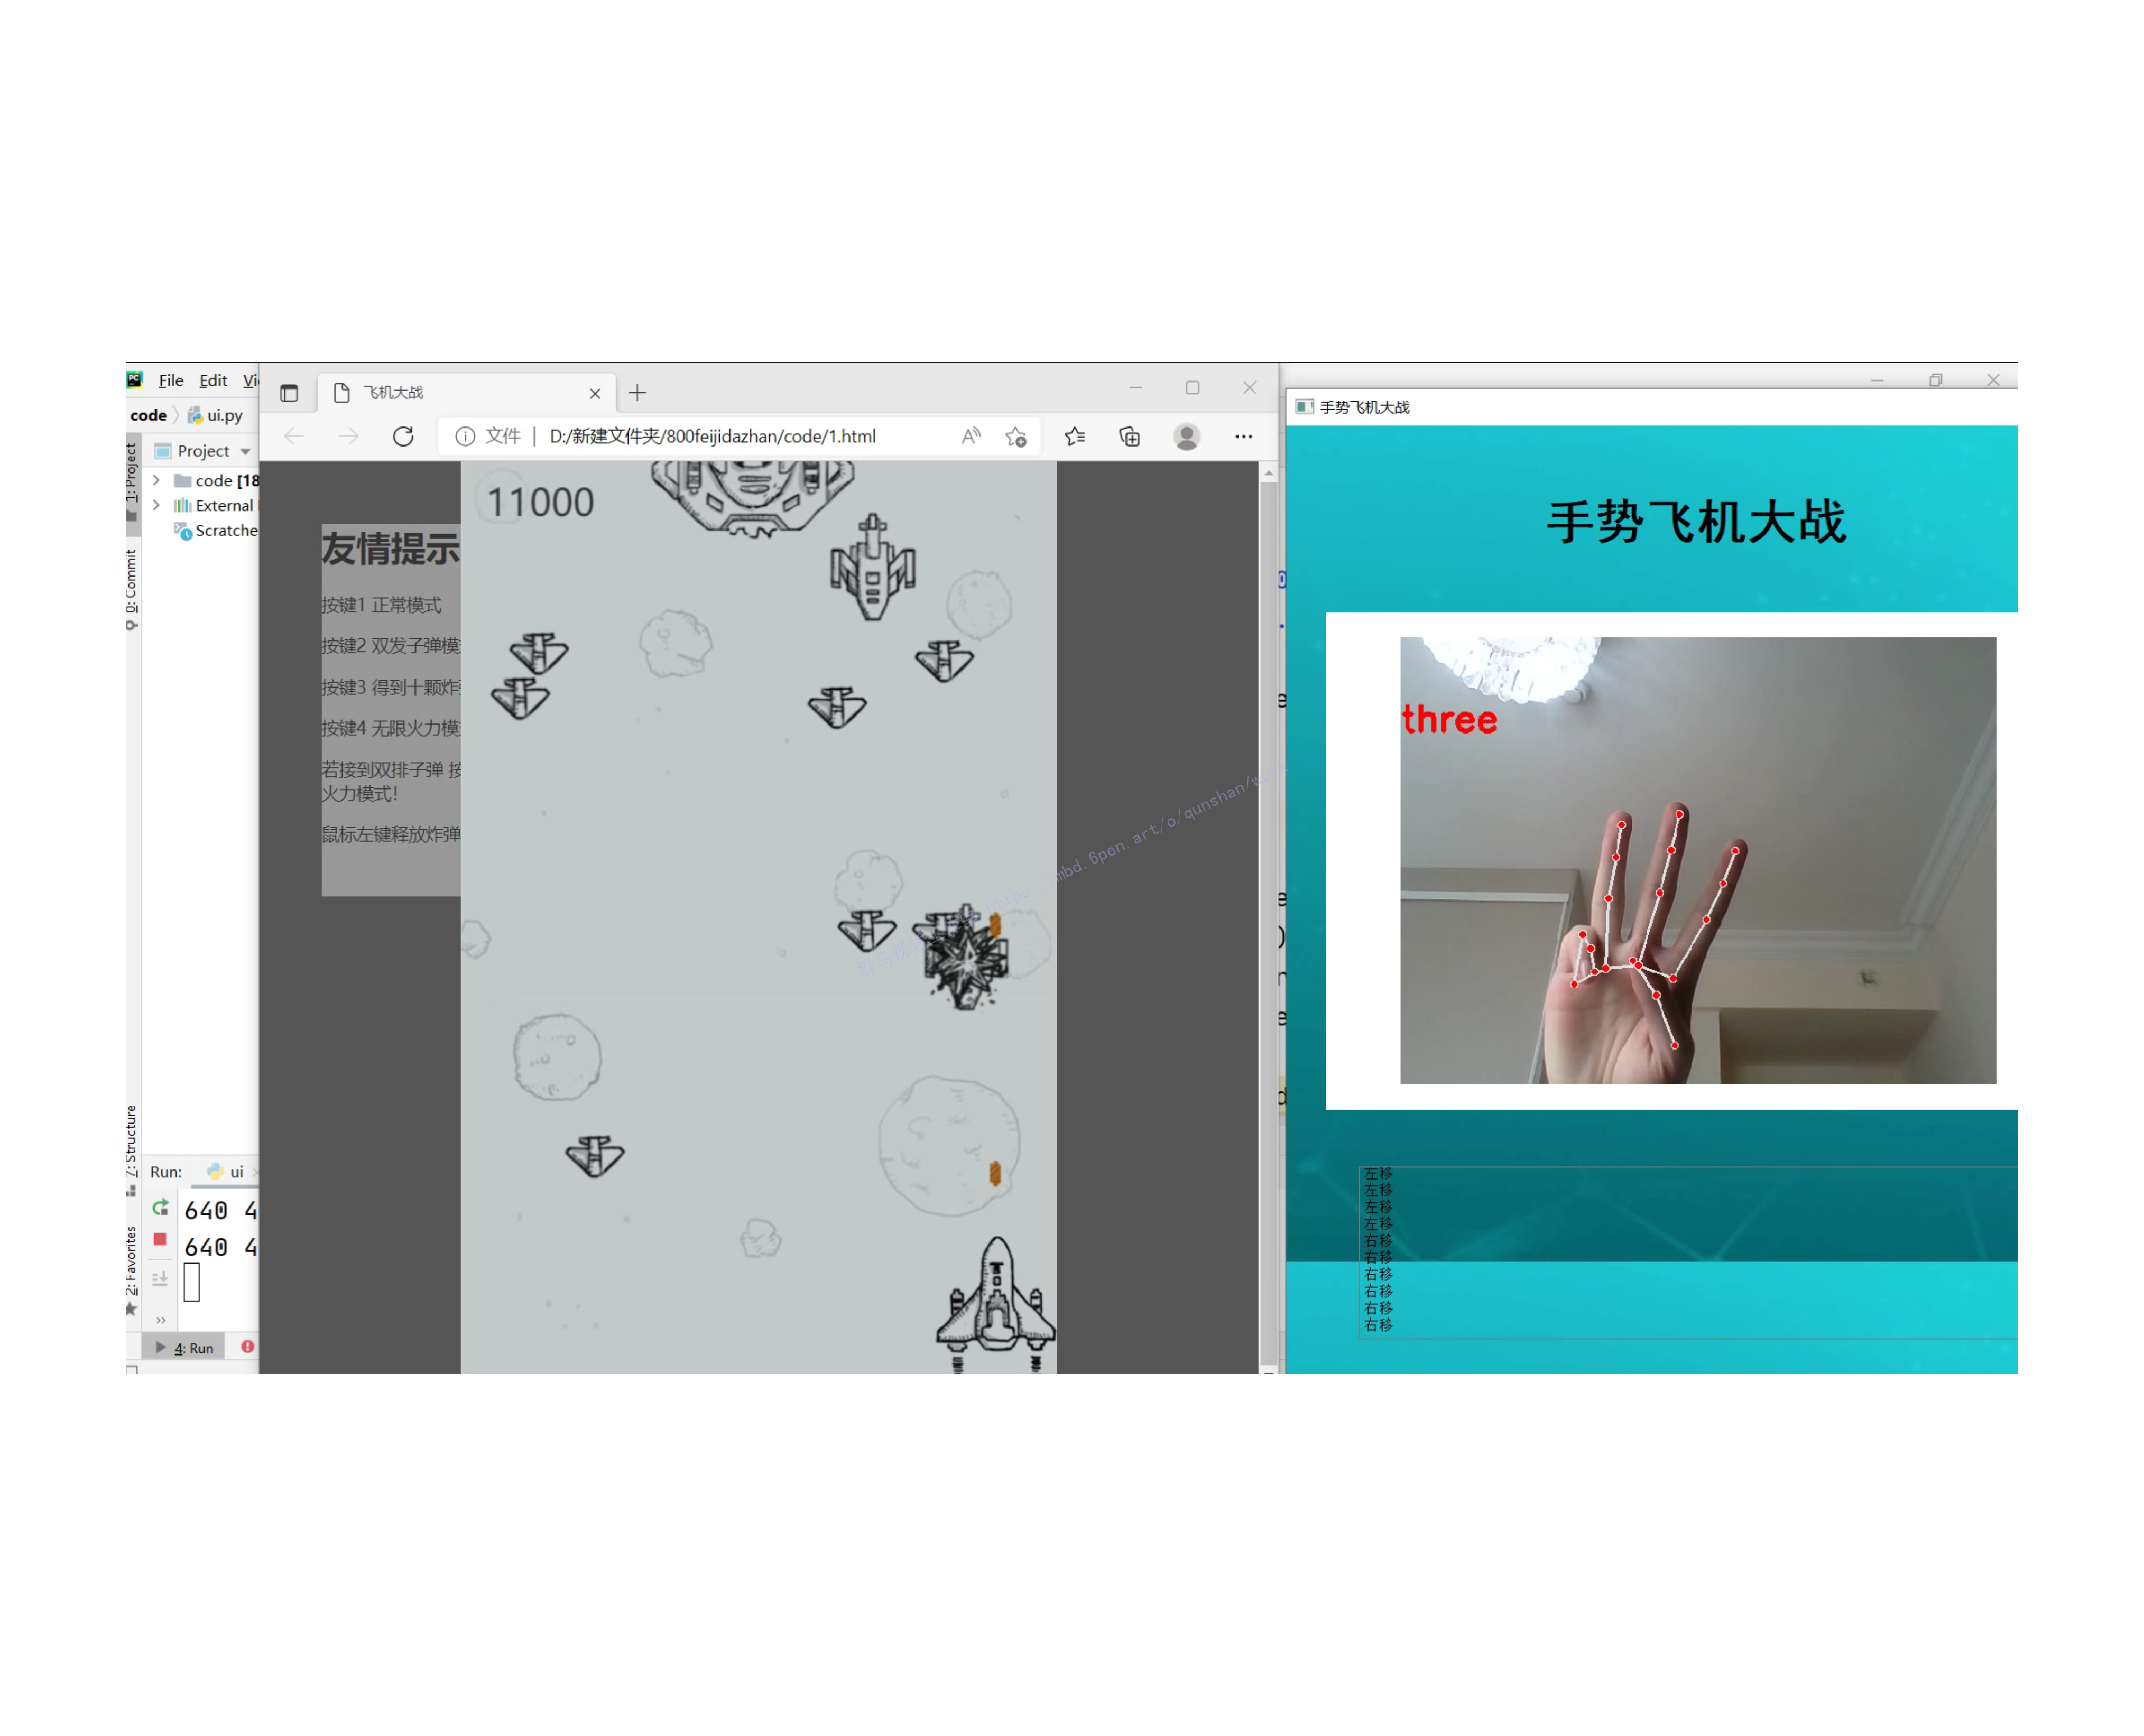 File Edit Vi
code ui.py
1: Project
Project
code [18
External
Scratche
0: Commit
7: Structure
2: Favorites
Run: ui
640 4
640 4
4: Run
飞机大战
文件 D:/新建文件夹/800feijidazhan/code/1.html
11000
友情提示
按键1 正常模式
按键2 双发子弹模
按键3 得到十颗炸
按键4 无限火力模
若接到双排子弹 按
火力模式!
鼠标左键释放炸弹
mbd.6pen.art/o/qunshan/w
手势飞机大战
手势飞机大战
three
左移
左移
左移
左移
右移
右移
右移
右移
右移
右移